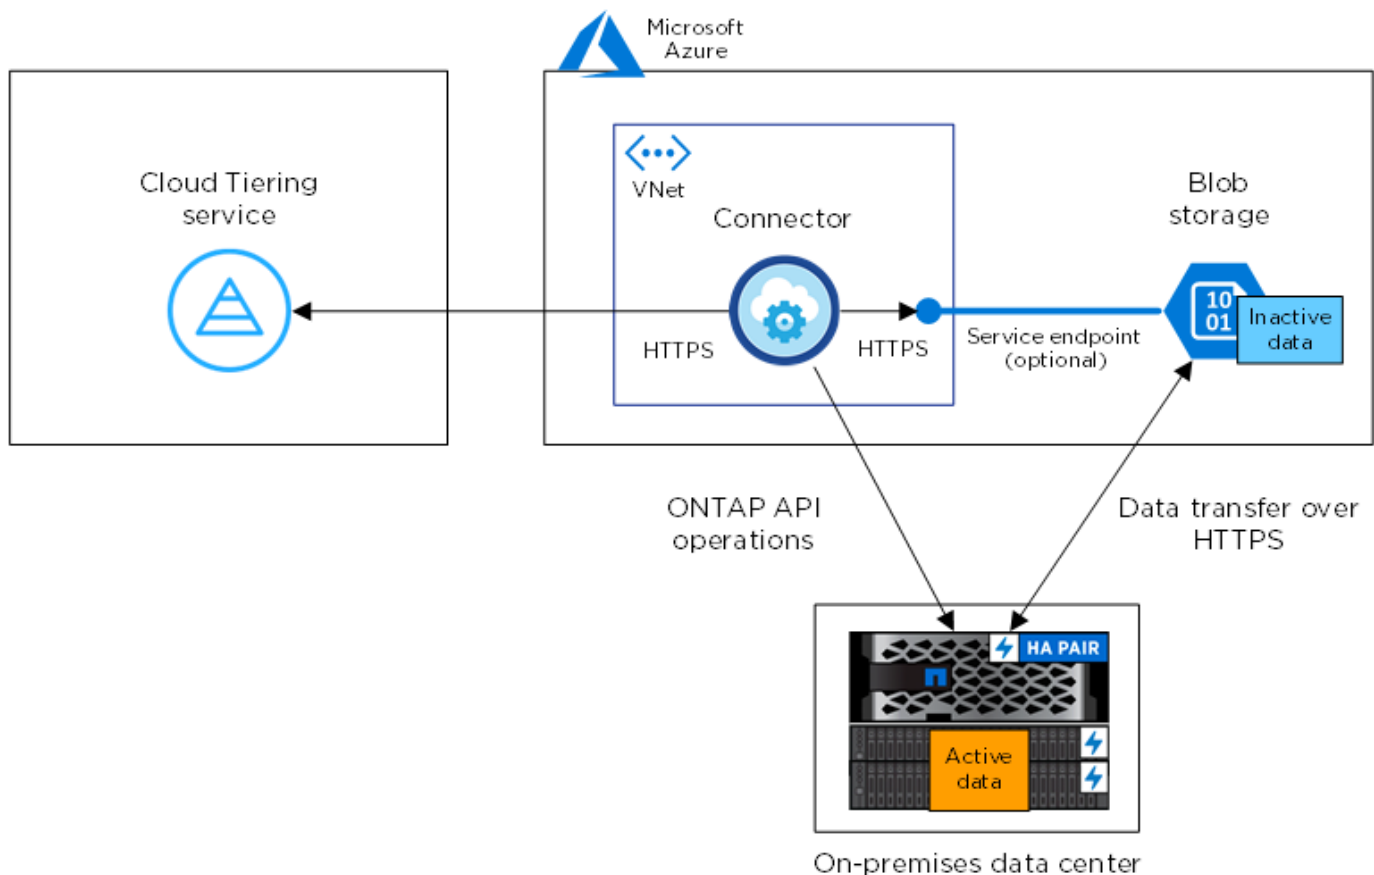 Microsoft
Azure
Cloud Tiering
service
VNet
Connector
Blob
storage
10
01
Inactive
data
HTTPS
HTTPS
Service endpoint
(optional)
ONTAP API
operations
Data transfer over
HTTPS
HA PAIR
Active
data
On-premises data center